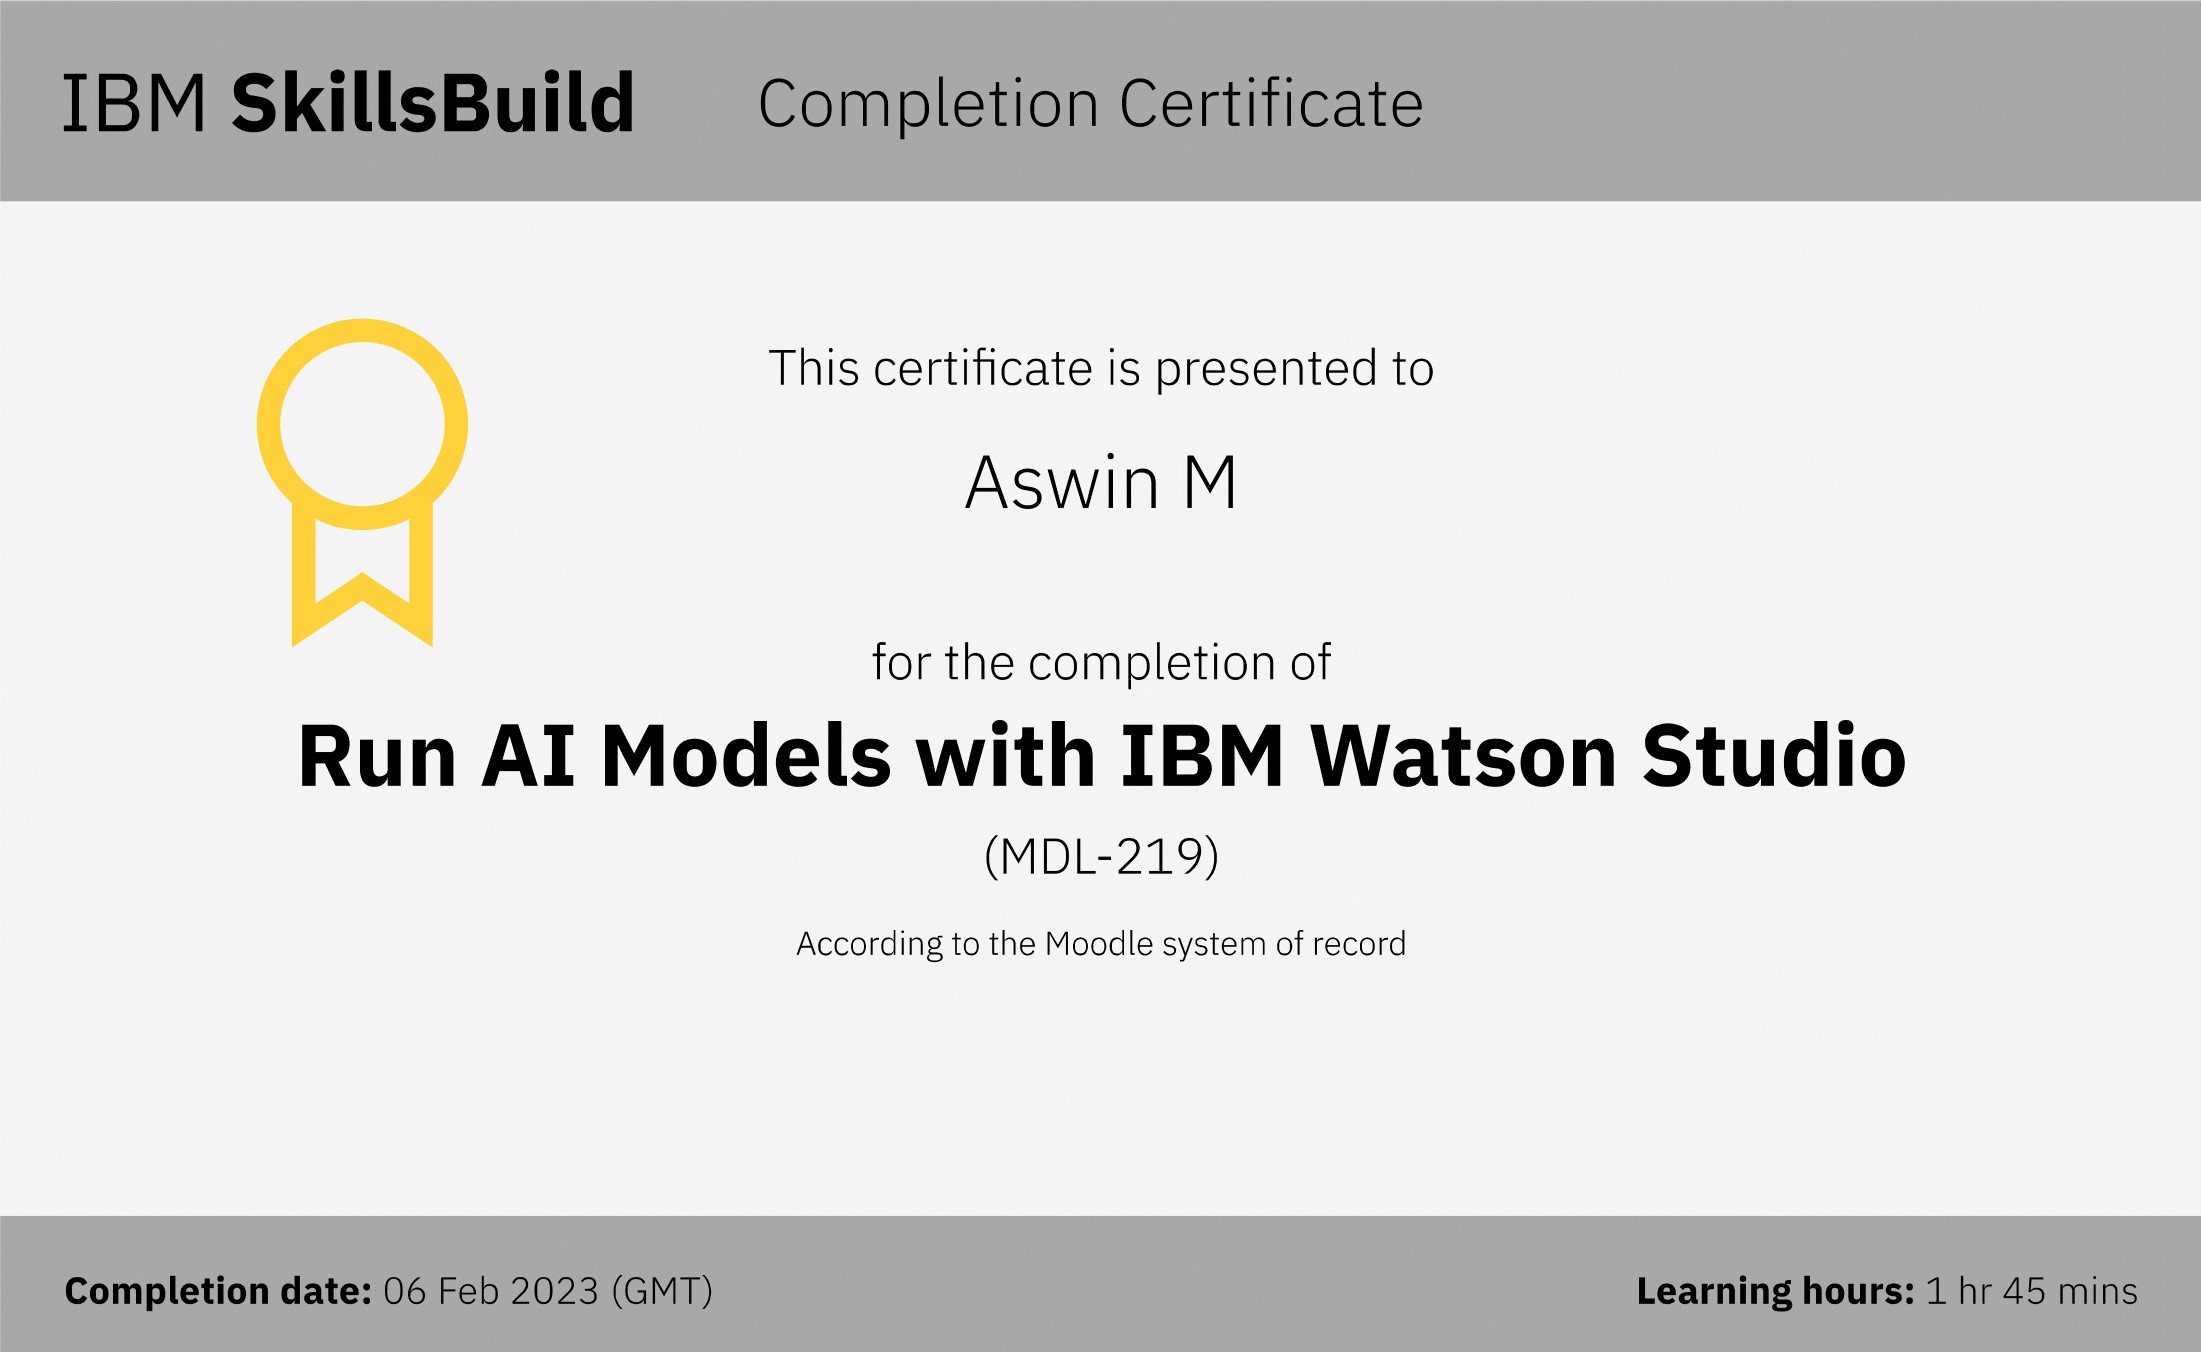 IBM SkillsBuild Completion Certificate
This certificate is presented to
Aswin M
for the completion of
Run AI Models with IBM Watson Studio
(MDL-219)
According to the Moodle system of record
Completion date: 06 Feb 2023 (GMT) Learning hours: 1 hr 45 mins